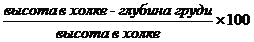 высота в холке - глубина груди ×100
высота в холке